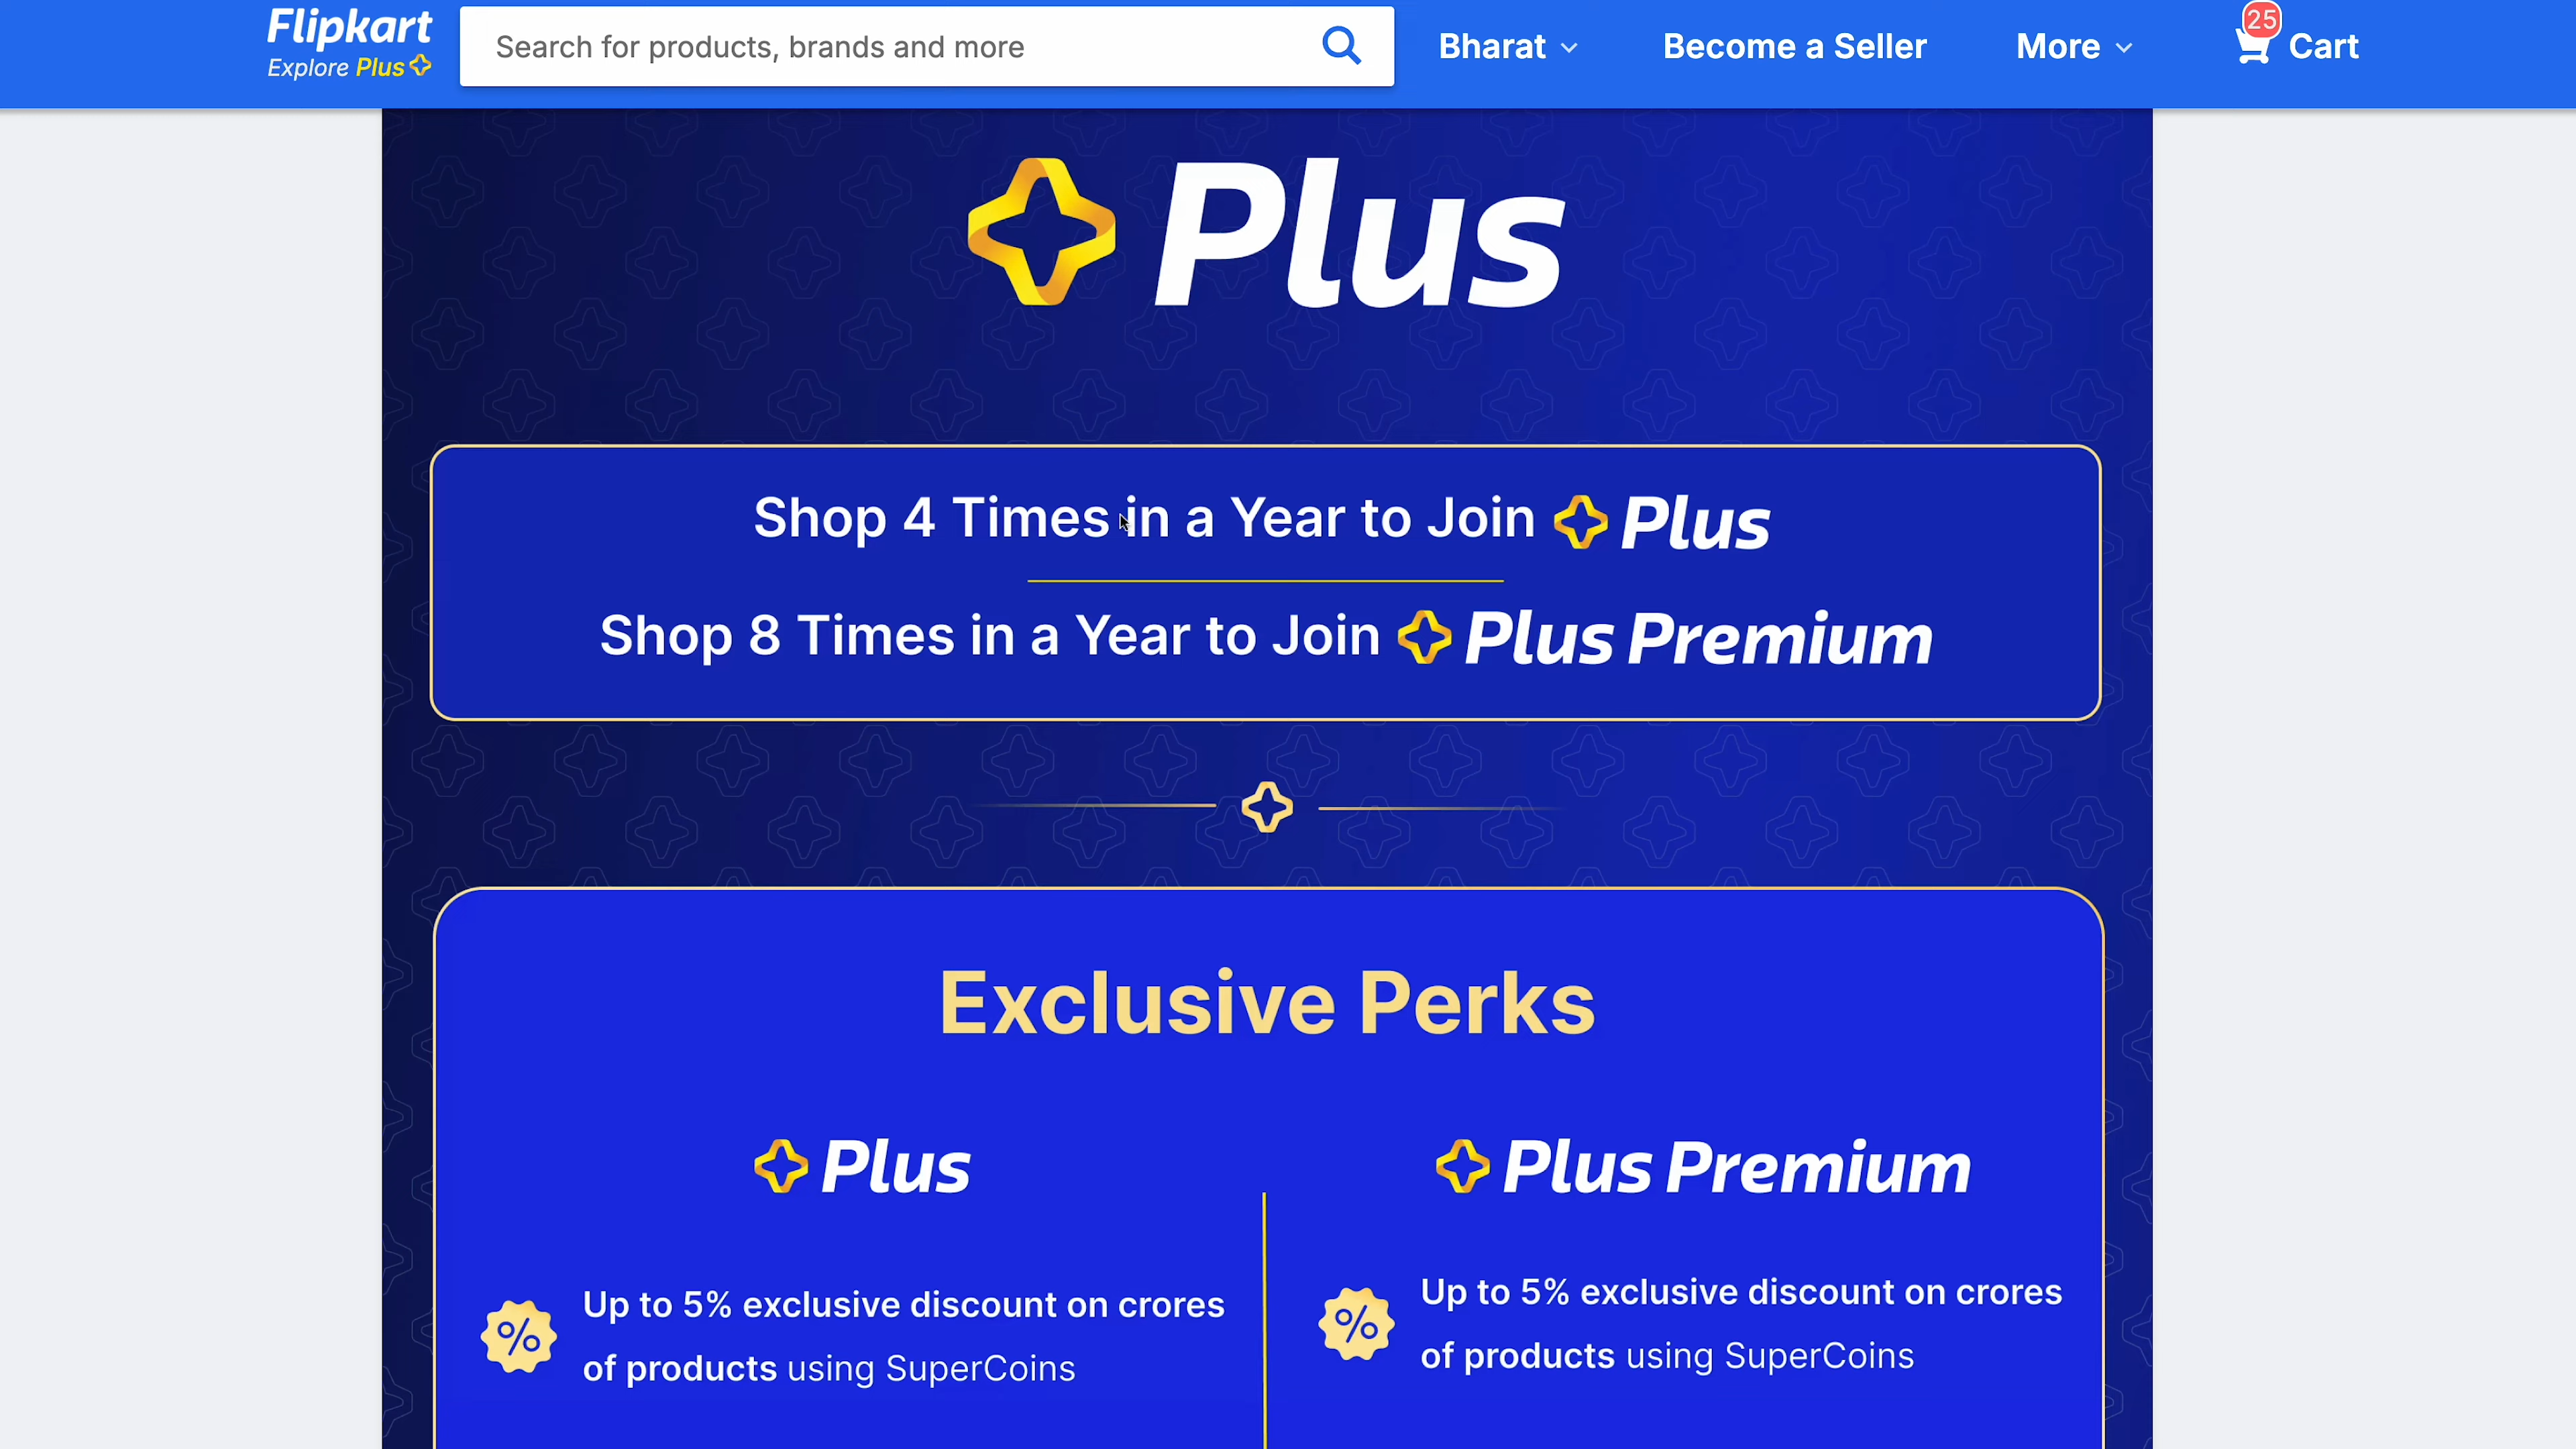 Flipkart
Explore Plus
Search for products, brands and more
Bharat
Become a Seller
More
25
Cart
Plus
Shop 4 Times in a Year to Join Plus
Shop 8 Times in a Year to Join Plus Premium
Exclusive Perks
Plus
Up to 5% exclusive discount on crores
of products using SuperCoins
Plus Premium
Up to 5% exclusive discount on crores
of products using SuperCoins